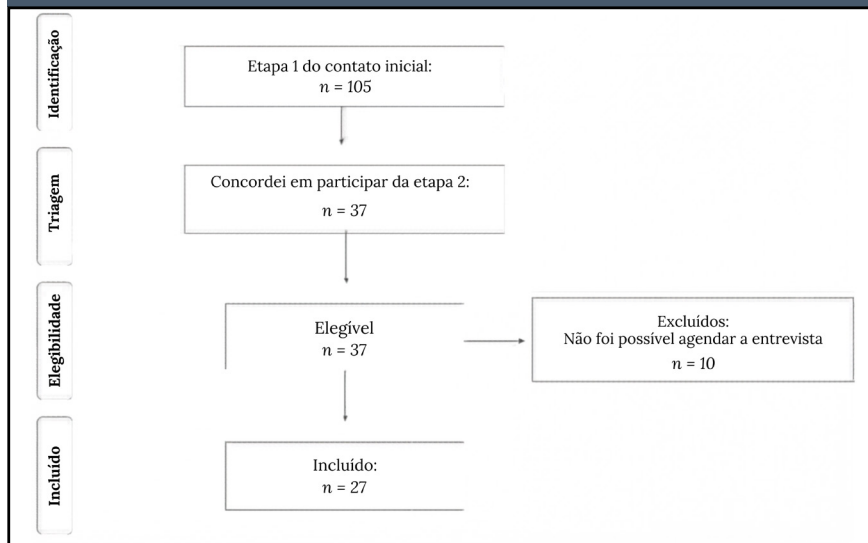 Identificação
Etapa 1 do contato inicial:
n = 105
Triagem
Concordei em participar da etapa 2:
n = 37
Elegibilidade
Elegível
n = 37
Excluídos:
Não foi possível agendar a entrevista
n = 10
Incluído
Incluído:
n = 27